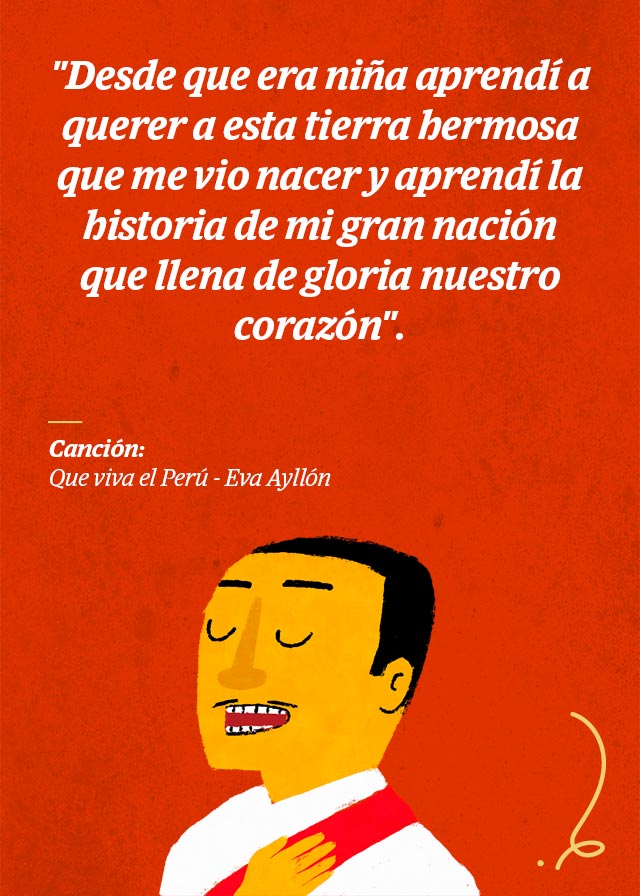 "Desde que era niña aprendí a
querer a esta tierra hermosa
que me vio nacer y aprendí la
historia de mi gran nación
que llena de gloria nuestro
corazón".
Canción:
Que viva el Perú - Eva Ayllón